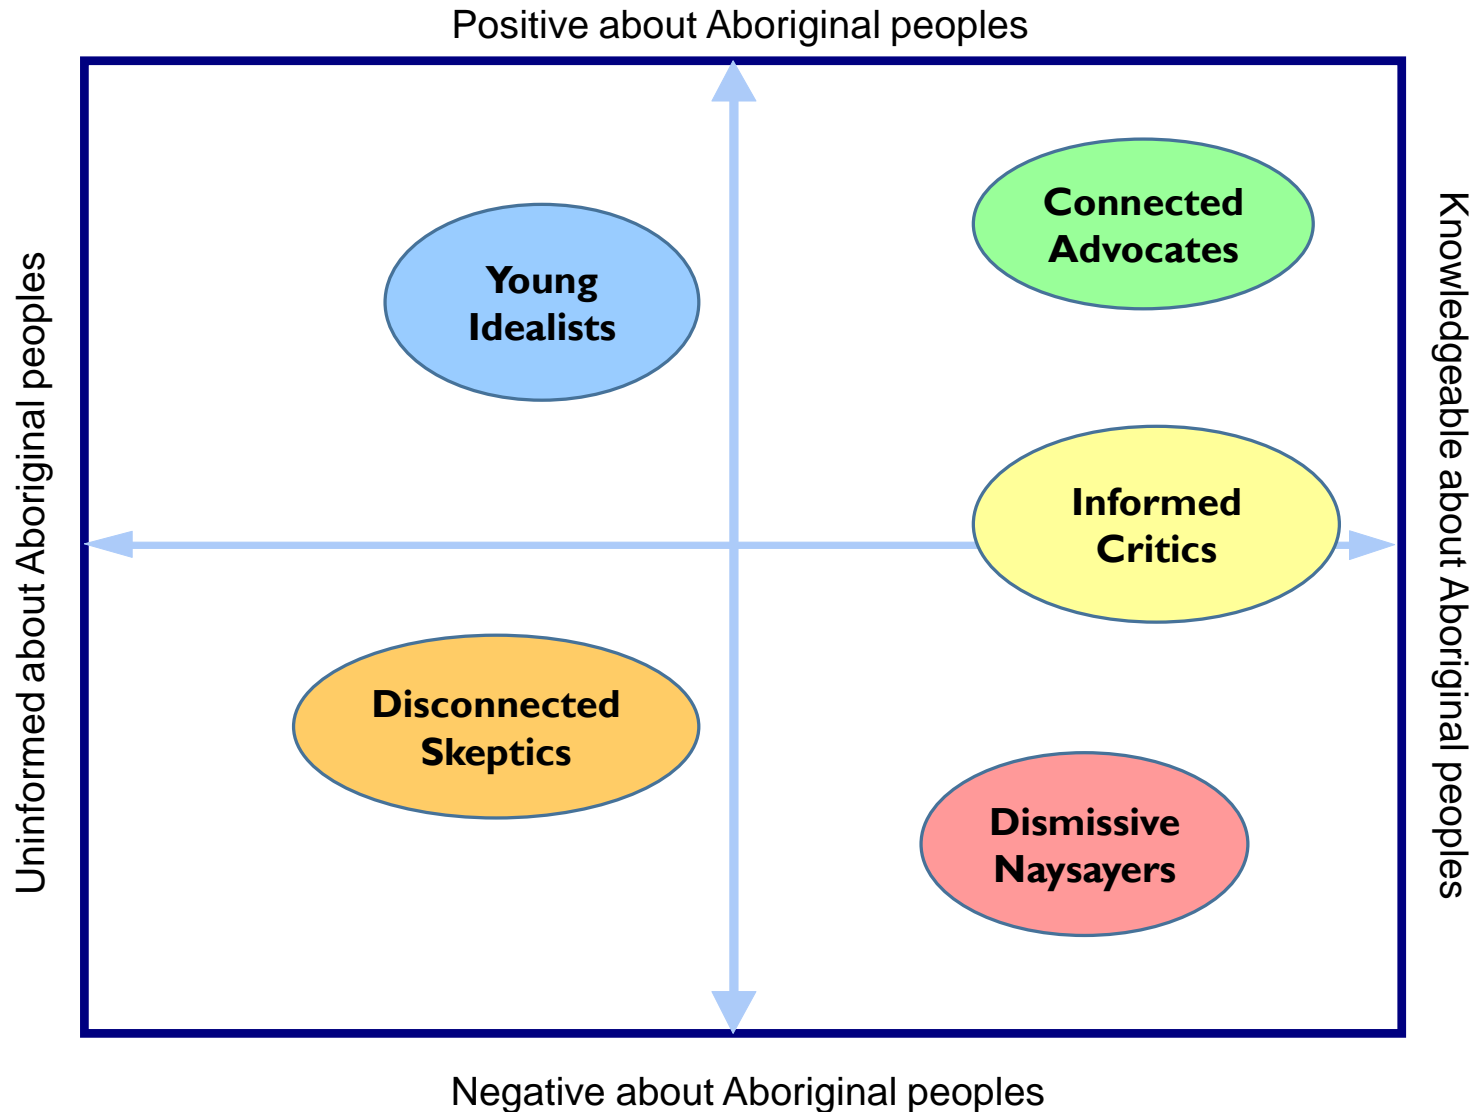 Positive about Aboriginal peoples
Connected
Advocates
Young
Idealists
Uninformed about Aboriginal peoples
Knowledgeable about Aboriginal peoples
Informed
Critics
Disconnected
Skeptics
Dismissive
Naysayers
Negative about Aboriginal peoples